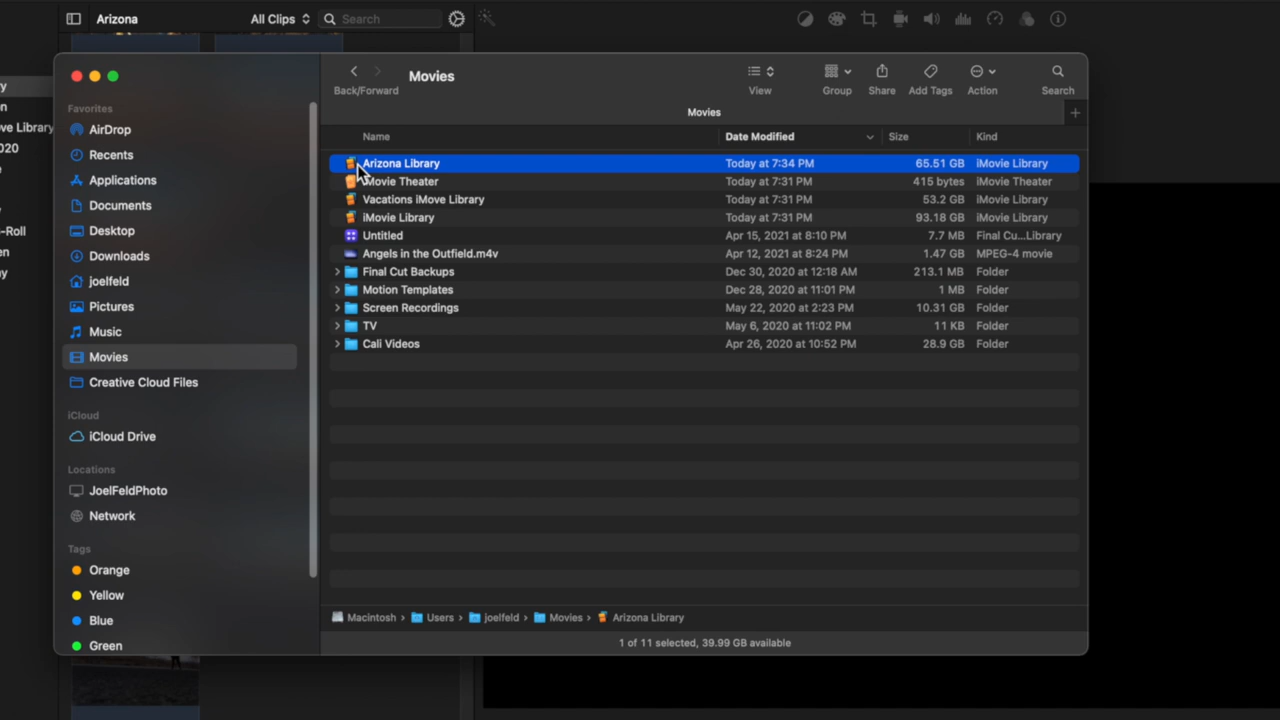 Arizona
All Clips
Search
y
n
ve Library
020
e
-Roll
en
y
Back/Forward
Movies
View
Group
Share
Add Tags
Action
Search
Movies
Favorites
AirDrop
Recents
Applications
Documents
Desktop
Downloads
joelfeld
Pictures
Music
Movies
Creative Cloud Files
iCloud
iCloud Drive
Locations
JoelFeldPhoto
Network
Tags
Orange
Yellow
Blue
Green
Name Date Modified Size Kind
Arizona Library Today at 7:34 PM 65.51 GB iMovie Library
iMovie Theater Today at 7:31 PM 415 bytes iMovie Theater
Vacations iMove Library Today at 7:31 PM 53.2 GB iMovie Library
iMovie Library Today at 7:31 PM 93.18 GB iMovie Library
Untitled Apr 15, 2021 at 8:10 PM 7.7 MB Final Cu...Library
Angels in the Outfield.m4v Apr 12, 2021 at 8:24 PM 1.47 GB MPEG-4 movie
Final Cut Backups Dec 30, 2020 at 12:18 AM 213.1 MB Folder
Motion Templates Dec 28, 2020 at 11:01 PM 1 MB Folder
Screen Recordings May 22, 2020 at 2:23 PM 10.31 GB Folder
TV May 6, 2020 at 11:02 PM 11 KB Folder
Cali Videos Apr 26, 2020 at 10:52 PM 28.9 GB Folder
Macintosh › Users › joelfeld › Movies › Arizona Library
1 of 11 selected, 39.99 GB available